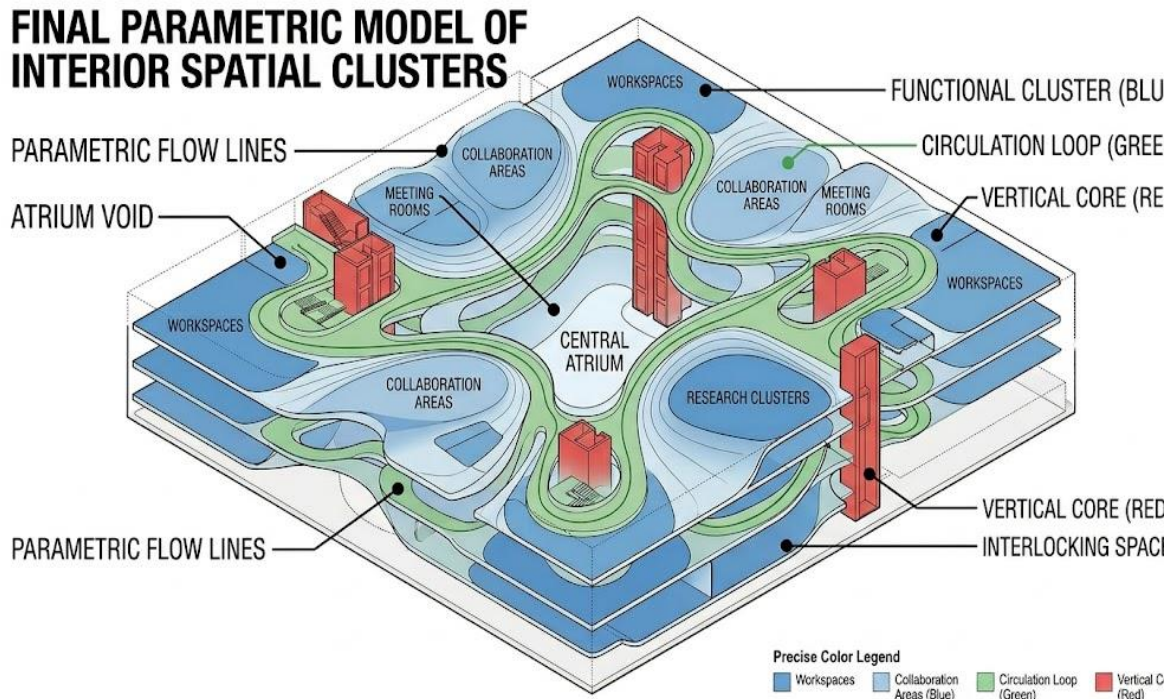 FINAL PARAMETRIC MODEL OF
INTERIOR SPATIAL CLUSTERS
WORKSPACES
FUNCTIONAL CLUSTER (BLU
PARAMETRIC FLOW LINES
COLLABORATION
AREAS
CIRCULATION LOOP (GREE
MEETING
ROOMS
COLLABORATION
AREAS
MEETING
ROOMS
VERTICAL CORE (RE
ATRIUM VOID
WORKSPACES
WORKSPACES
CENTRAL
ATRIUM
COLLABORATION
AREAS
RESEARCH CLUSTERS
VERTICAL CORE (RED
PARAMETRIC FLOW LINES
INTERLOCKING SPACE
Precise Color Legend
Workspaces
Collaboration
Areas (Blue)
Circulation Loop
(Green)
Vertical C
(Red)